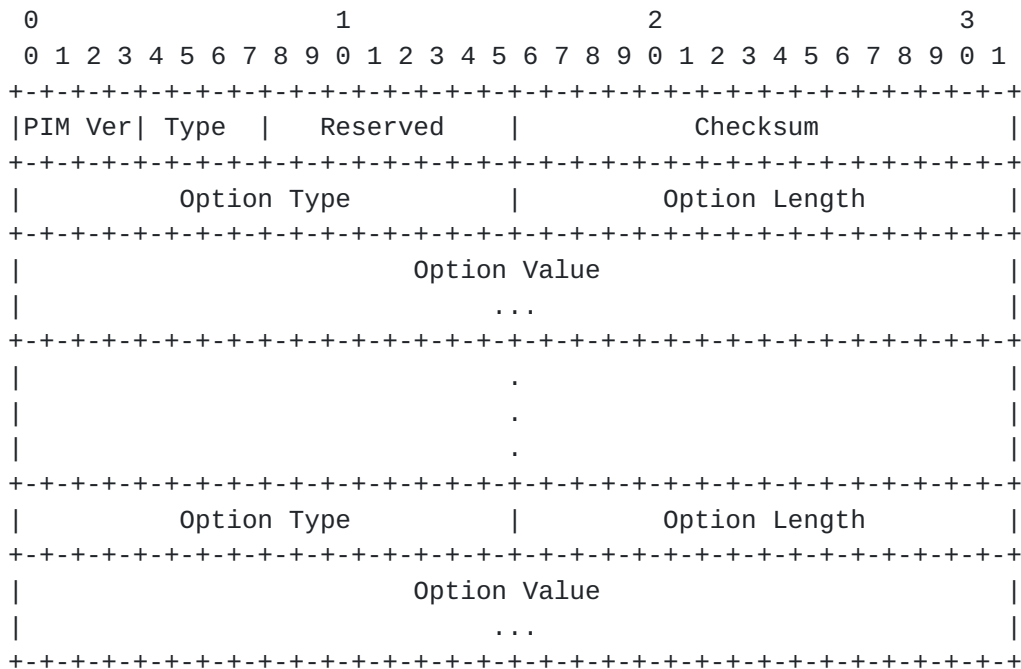 0                   1                   2                   3
 0 1 2 3 4 5 6 7 8 9 0 1 2 3 4 5 6 7 8 9 0 1 2 3 4 5 6 7 8 9 0 1
+-+-+-+-+-+-+-+-+-+-+-+-+-+-+-+-+-+-+-+-+-+-+-+-+-+-+-+-+-+-+-+-+
|PIM Ver| Type  |   Reserved    |           Checksum            |
+-+-+-+-+-+-+-+-+-+-+-+-+-+-+-+-+-+-+-+-+-+-+-+-+-+-+-+-+-+-+-+-+
|          Option Type          |         Option Length         |
+-+-+-+-+-+-+-+-+-+-+-+-+-+-+-+-+-+-+-+-+-+-+-+-+-+-+-+-+-+-+-+-+
|                         Option Value                          |
|                              ...                              |
+-+-+-+-+-+-+-+-+-+-+-+-+-+-+-+-+-+-+-+-+-+-+-+-+-+-+-+-+-+-+-+-+
|                               .                               |
|                               .                               |
|                               .                               |
+-+-+-+-+-+-+-+-+-+-+-+-+-+-+-+-+-+-+-+-+-+-+-+-+-+-+-+-+-+-+-+-+
|          Option Type          |         Option Length         |
+-+-+-+-+-+-+-+-+-+-+-+-+-+-+-+-+-+-+-+-+-+-+-+-+-+-+-+-+-+-+-+-+
|                         Option Value                          |
|                              ...                              |
+-+-+-+-+-+-+-+-+-+-+-+-+-+-+-+-+-+-+-+-+-+-+-+-+-+-+-+-+-+-+-+-+